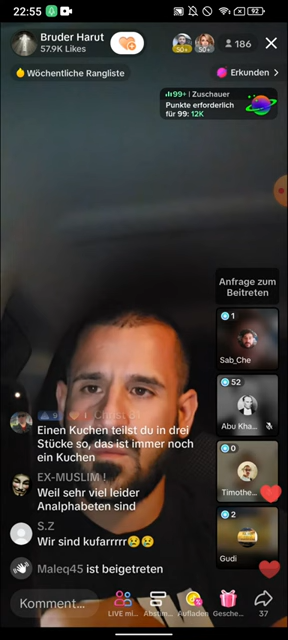 22:55
92
Bruder Harut
57.9K Likes
50+
50+
186
Wöchentliche Rangliste
Erkunden
99+ | Zuschauer
Punkte erforderlich
für 99: 12K
Anfrage zum
Beitreten
1
Sab_Che
52
Abu Kha...
0
Timothe...
2
Gudi
Einen Kuchen teilst du in drei
Stücke so, das ist immer noch
ein Kuchen
EX-MUSLIM !
Weil sehr viel leider
Analphabeten sind
S.Z
Wir sind kufarrrrr😢😢
Maleq45 ist beigetreten
Komment...
LIVE mi...
Abstim...
Aufladen
Gesche...
37